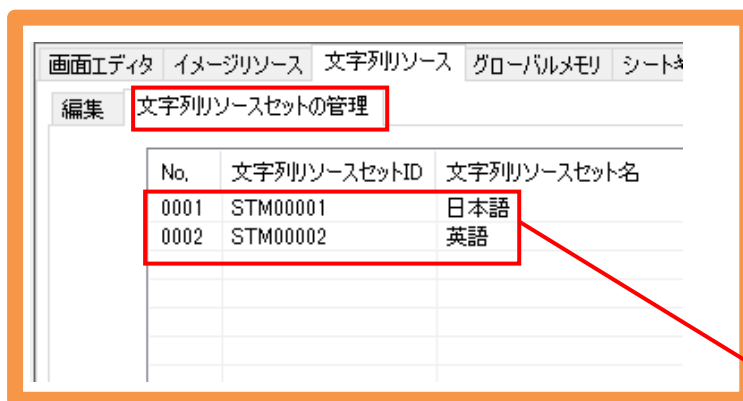 画面エディタ イメージリソース 文字列リソース グローバルメモリ シート
編集 文字列リソースセットの管理
No. 文字列リソースセットID 文字列リソースセット名
0001 STM00001 日本語
0002 STM00002 英語